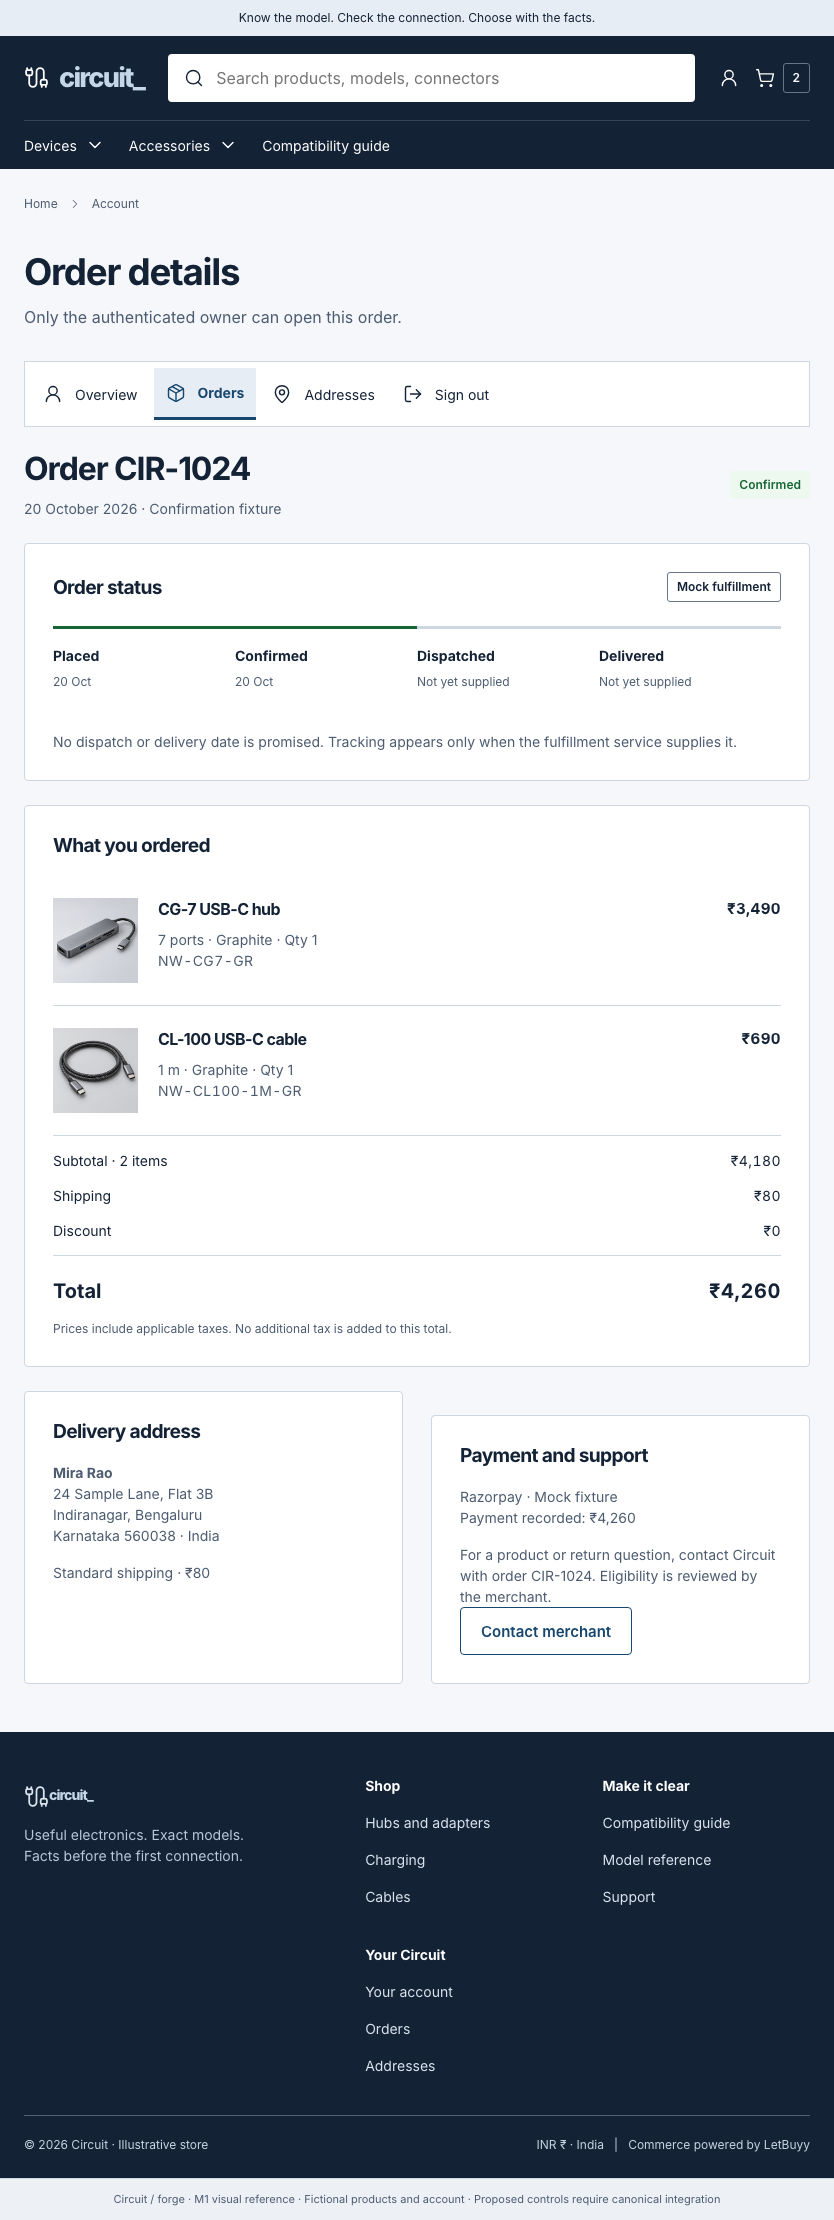 Know the model. Check the connection. Choose with the facts.
circuit_
Search products, models, connectors
2
Devices
Accessories
Compatibility guide
Home
Account
Order details
Only the authenticated owner can open this order.
Overview
Orders
Addresses
Sign out
Order CIR-1024
20 October 2026 · Confirmation fixture
Confirmed
Order status
Mock fulfillment
Placed
20 Oct
Confirmed
20 Oct
Dispatched
Not yet supplied
Delivered
Not yet supplied
No dispatch or delivery date is promised. Tracking appears only when the fulfillment service supplies it.
What you ordered
CG-7 USB-C hub
₹3,490
7 ports · Graphite · Qty 1
NW-CG7-GR
CL-100 USB-C cable
₹690
1 m · Graphite · Qty 1
NW-CL100-1M-GR
Subtotal · 2 items
₹4,180
Shipping
₹80
Discount
₹0
Total
₹4,260
Prices include applicable taxes. No additional tax is added to this total.
Delivery address
Mira Rao
24 Sample Lane, Flat 3B
Indiranagar, Bengaluru
Karnataka 560038 · India
Standard shipping · ₹80
Payment and support
Razorpay · Mock fixture
Payment recorded: ₹4,260
For a product or return question, contact Circuit
with order CIR-1024. Eligibility is reviewed by
the merchant.
Contact merchant
circuit_
Useful electronics. Exact models.
Facts before the first connection.
Shop
Hubs and adapters
Charging
Cables
Make it clear
Compatibility guide
Model reference
Support
Your Circuit
Your account
Orders
Addresses
© 2026 Circuit · Illustrative store
INR ₹ · India | Commerce powered by LetBuyy
Circuit / forge · M1 visual reference · Fictional products and account · Proposed controls require canonical integration